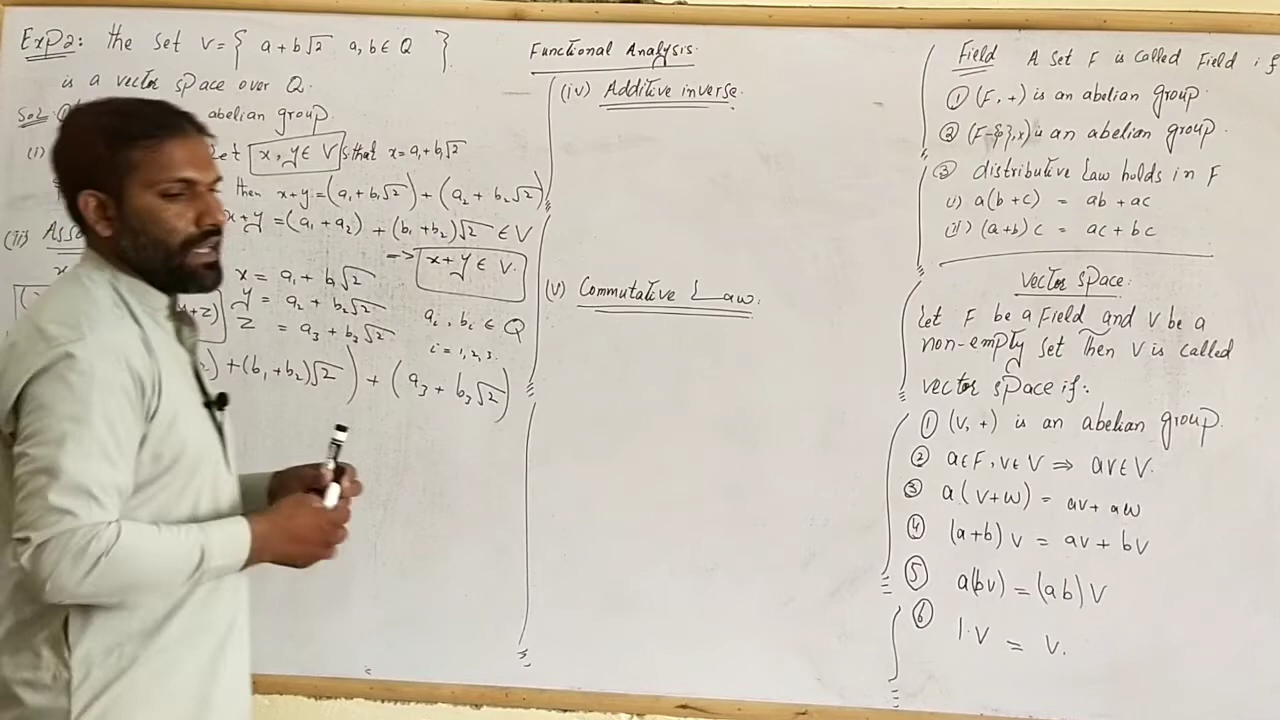 Exp2: the Set V = { a + b√2 a, b ∈ Q }
is a vector space over Q.
Sol:
abelian group.
(i) Let x, y ∈ V s that x = a₁ + b₁√2
then x+y = (a₁ + b₁√2) + (a₂ + b₂√2)
x+y = (a₁ + a₂) + (b₁ + b₂)√2 ∈ V
=> x+y ∈ V.
(ii)
x = a₁ + b₁√2
y = a₂ + b₂√2
z = a₃ + b₃√2
aᵢ, bᵢ ∈ Q
i = 1, 2, 3.
+(b₁ + b₂)√2) + (a₃ + b₃√2)
Functional Analysis.
(iv) Additive inverse.
(v) Commutative Law.
Field A Set F is called Field if
① (F, +) is an abelian group.
② (F-{0}, x) is an abelian group.
③ distributive Law holds in F
i) a(b + c) = ab + ac
ii) (a+b) c = ac + bc
Vector Space.
Let F be a Field and V be a
non-empty Set Then V is called
vector space if:
① (V, +) is an abelian group.
② a∈F, v∈V ⇒ av∈V.
③ a(v+w) = av + aw
④ (a+b) v = av + bv
⑤ a(bv) = (ab) v
⑥ 1·v = v.